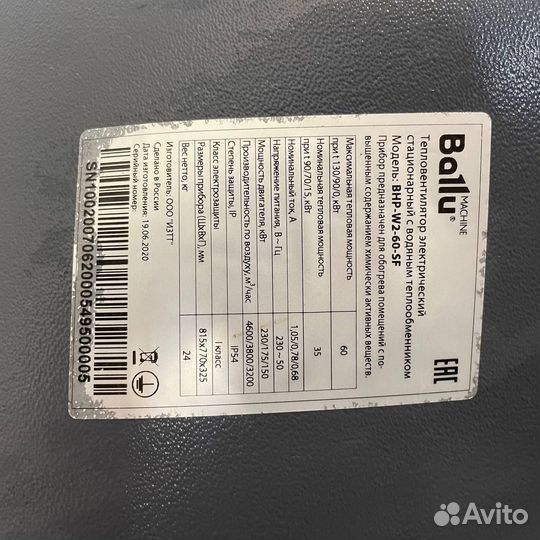 Ballu®
MACHINE
Тепловентилятор электрический
стационарный с водяным теплообменником
Модель: BHP-W2-60-SF
Прибор предназначен для обогрева помещений с по-
вышенным содержанием химически активных веществ.
EAC
Максимальная тепловая мощность
при t 130/90/0, кВт 60
Номинальная тепловая мощность
при t 90/70/15, кВт 35
Номинальный ток, А 1,05/0,78/0,68
Напряжение питания, В ~ Гц 230 ~ 50
Мощность двигателя, кВт 230/175/150
Производительность по воздуху, м³/час 4600/3800/3200
Степень защиты, IP IP54
Класс электрозащиты I класс
Размеры прибора (ШхВхГ), мм 815x770x325
Вес нетто, кг 24
Изготовитель: ООО "ИЗТТ"
Сделано в России
Дата изготовления: 19.06.2020
Серийный номер:
SN1002007062000549500005
Avito